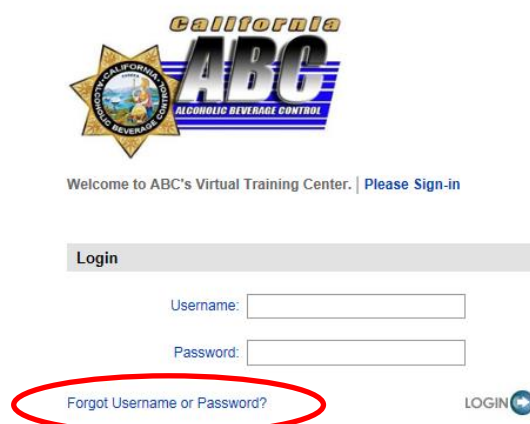 California
ABC
ALCOHOLIC BEVERAGE CONTROL
CALIFORNIA
ALCOHOLIC BEVERAGE CONTROL
Welcome to ABC's Virtual Training Center. | Please Sign-in
Login
Username:
Password:
Forgot Username or Password?
LOGIN